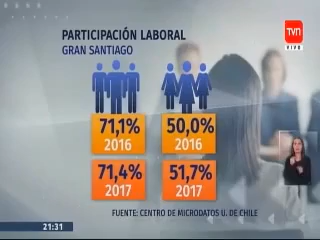 PARTICIPACIÓN LABORAL
GRAN SANTIAGO
tvn
VIVO
71,1%
2016
50,0%
2016
71,4%
2017
51,7%
2017
FUENTE: CENTRO DE MICRODATOS U. DE CHILE
21:31